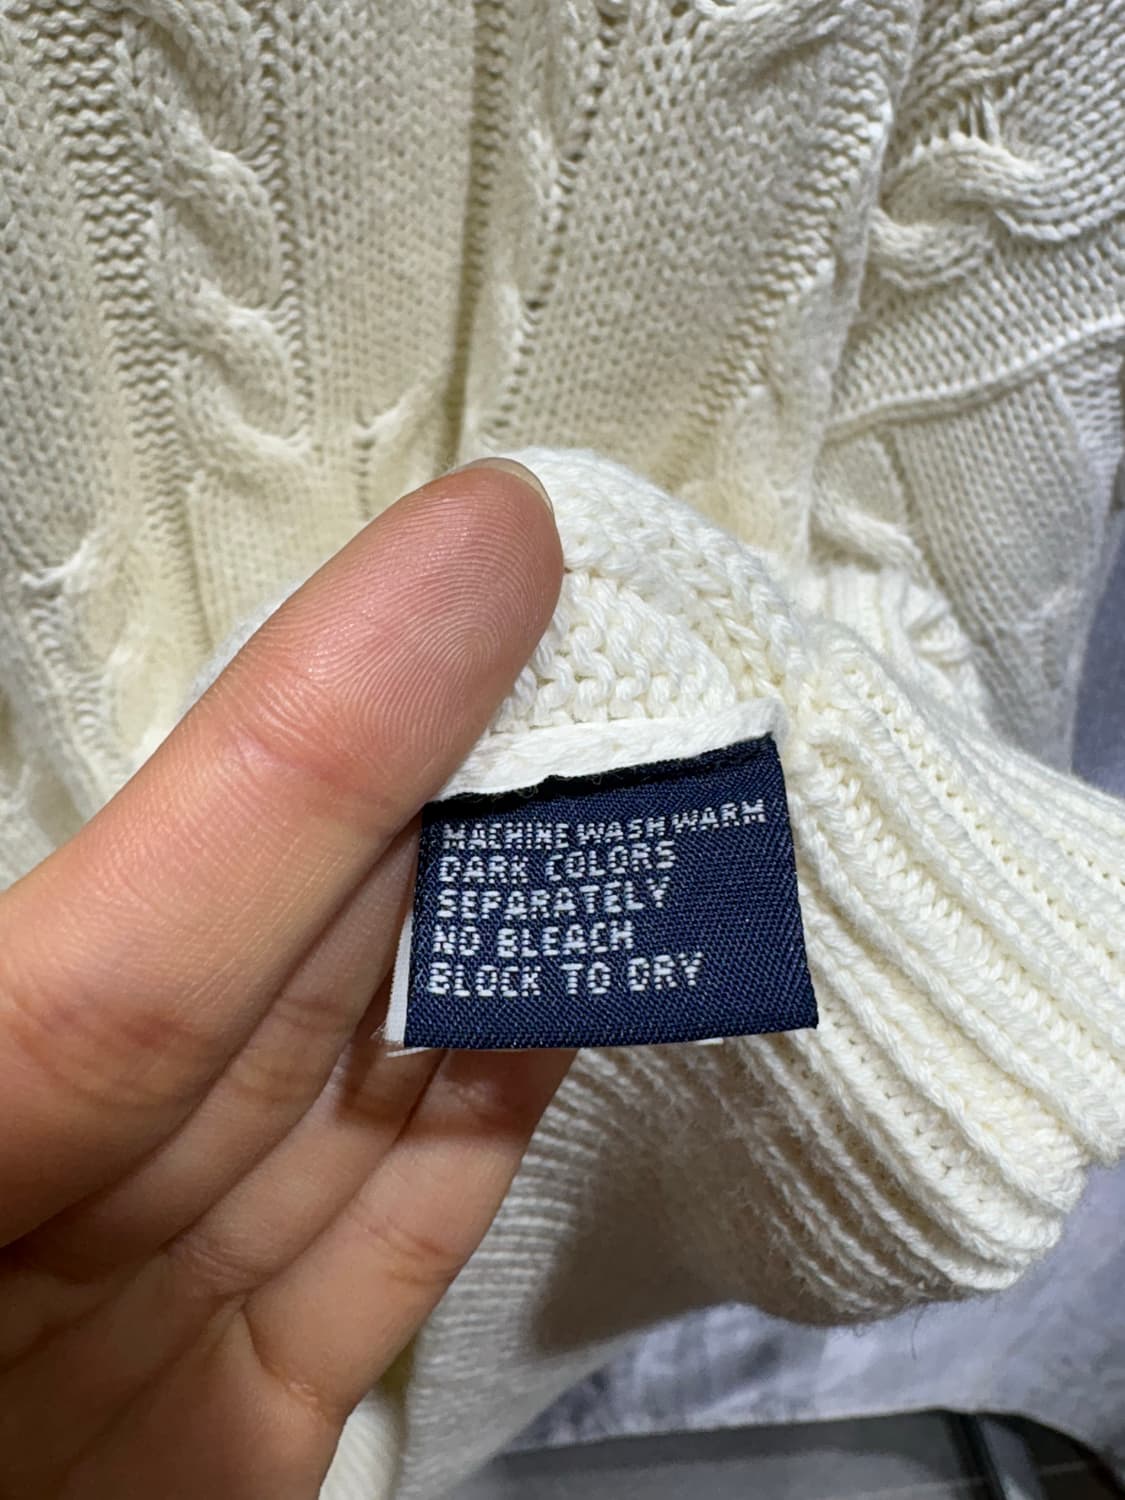 MACHINE WASH WARM
DARK COLORS
SEPARATELY
NO BLEACH
BLOCK TO DRY